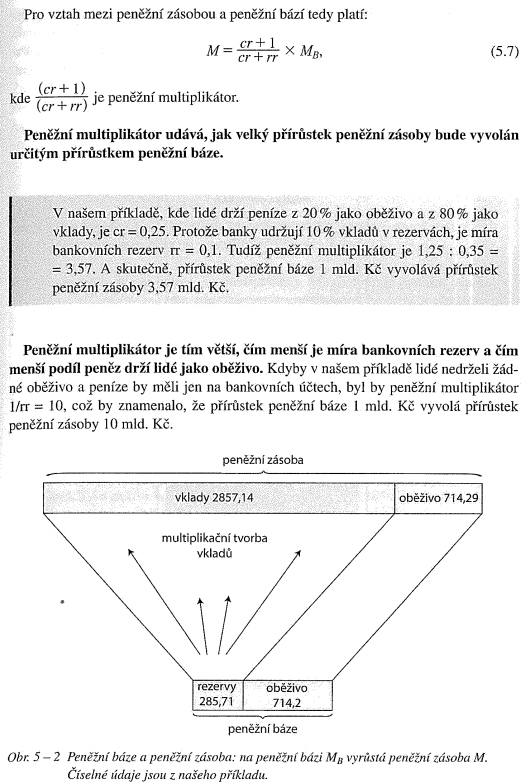 Pro vztah mezi peněžní zásobou a peněžní bází tedy platí:
M = (cr + 1)/(cr + rr) × M_B, (5.7)
kde (cr + 1)/(cr + rr) je peněžní multiplikátor.
Peněžní multiplikátor udává, jak velký přírůstek peněžní zásoby bude vyvolán
určitým přírůstkem peněžní báze.
V našem příkladě, kde lidé drží peníze z 20 % jako oběživo a z 80 % jako
vklady, je cr = 0,25. Protože banky udržují 10 % vkladů v rezervách, je míra
bankovních rezerv rr = 0,1. Tudíž peněžní multiplikátor je 1,25 : 0,35 =
= 3,57. A skutečně, přírůstek peněžní báze 1 mld. Kč vyvolává přírůstek
peněžní zásoby 3,57 mld. Kč.
Peněžní multiplikátor je tím větší, čím menší je míra bankovních rezerv a čím
menší podíl peněz drží lidé jako oběživo. Kdyby v našem příkladě lidé nedrželi žád-
né oběživo a peníze by měli jen na bankovních účtech, byl by peněžní multiplikátor
1/rr = 10, což by znamenalo, že přírůstek peněžní báze 1 mld. Kč vyvolá přírůstek
peněžní zásoby 10 mld. Kč.
peněžní zásoba
vklady 2857,14 oběživo 714,29
multiplikační tvorba
vkladů
rezervy oběživo
285,71 714,2
peněžní báze
Obr. 5 – 2 Peněžní báze a peněžní zásoba: na peněžní bázi M_B vyrůstá peněžní zásoba M.
Číselné údaje jsou z našeho příkladu.